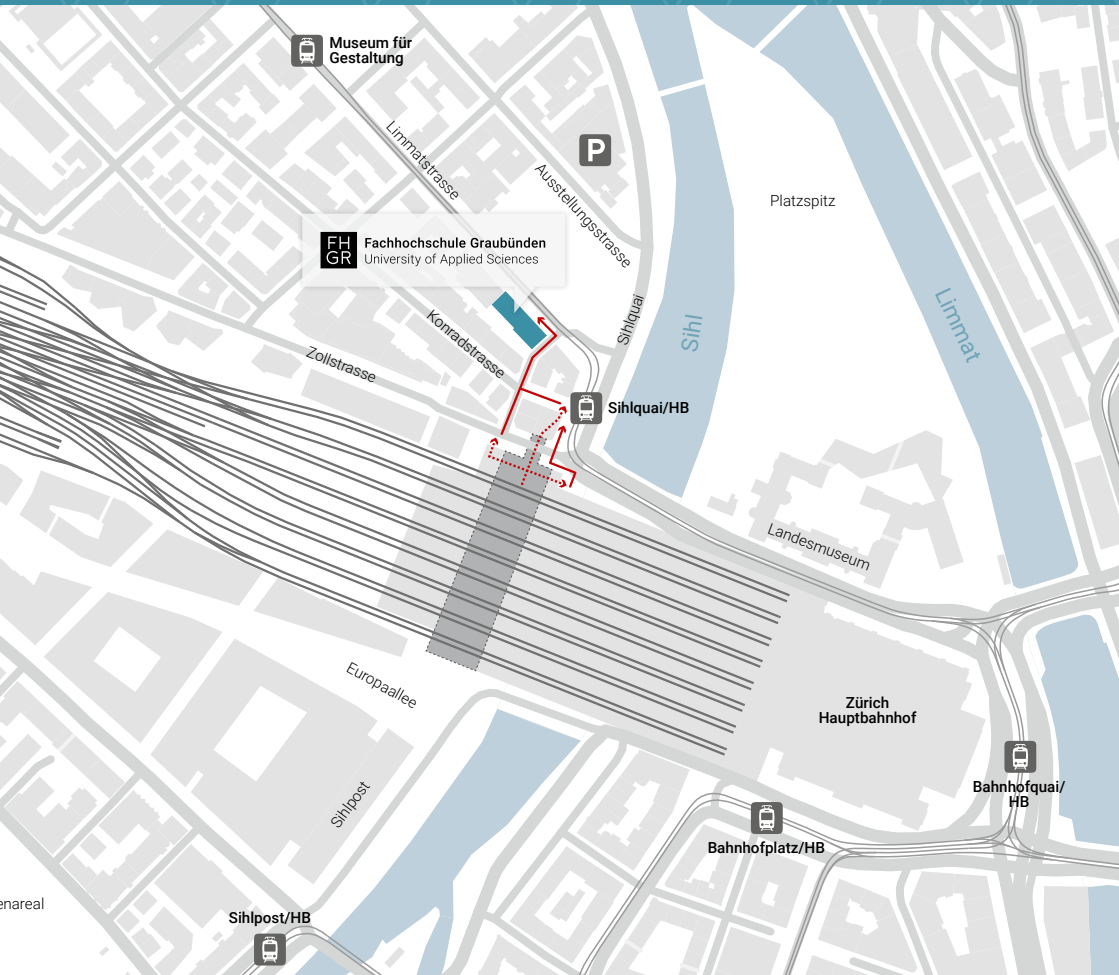 Museum für
Gestaltung
Limmatstrasse
P
Ausstellungsstrasse
Platzspitz
FH
GR
Fachhochschule Graubünden
University of Applied Sciences
Sihlquai
Sihl
Limmat
Konradstrasse
Zollstrasse
Sihlquai/HB
Landesmuseum
Europaallee
Zürich
Hauptbahnhof
Sihlpost
Bahnhofquai/
HB
Bahnhofplatz/HB
enareal
Sihlpost/HB